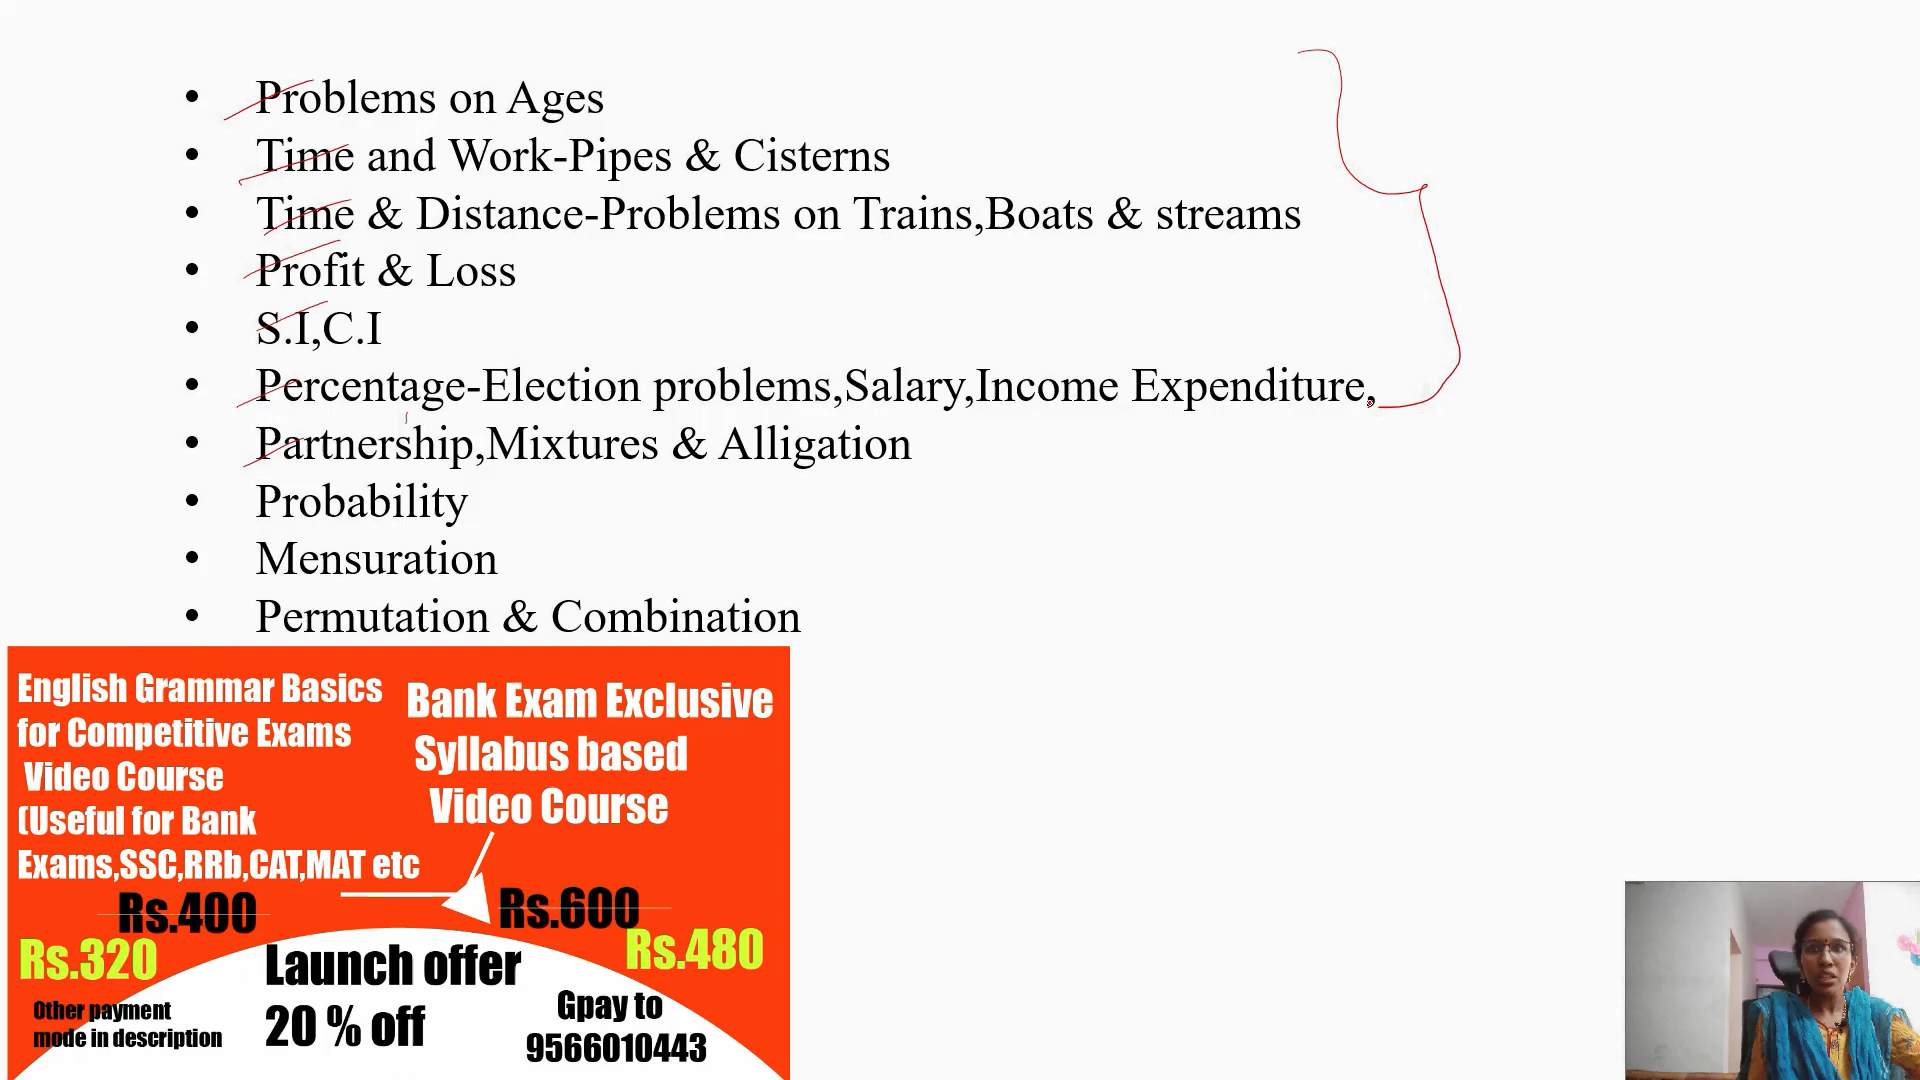 • Problems on Ages
• Time and Work-Pipes & Cisterns
• Time & Distance-Problems on Trains,Boats & streams
• Profit & Loss
• S.I,C.I
• Percentage-Election problems,Salary,Income Expenditure,
• Partnership,Mixtures & Alligation
• Probability
• Mensuration
• Permutation & Combination
English Grammar Basics
for Competitive Exams
Video Course
(Useful for Bank
Exams,SSC,RRb,CAT,MAT etc
Rs.400
Rs.320
Other payment
mode in description
Bank Exam Exclusive
Syllabus based
Video Course
Rs.600
Rs.480
Launch offer
20 % off
Gpay to
9566010443